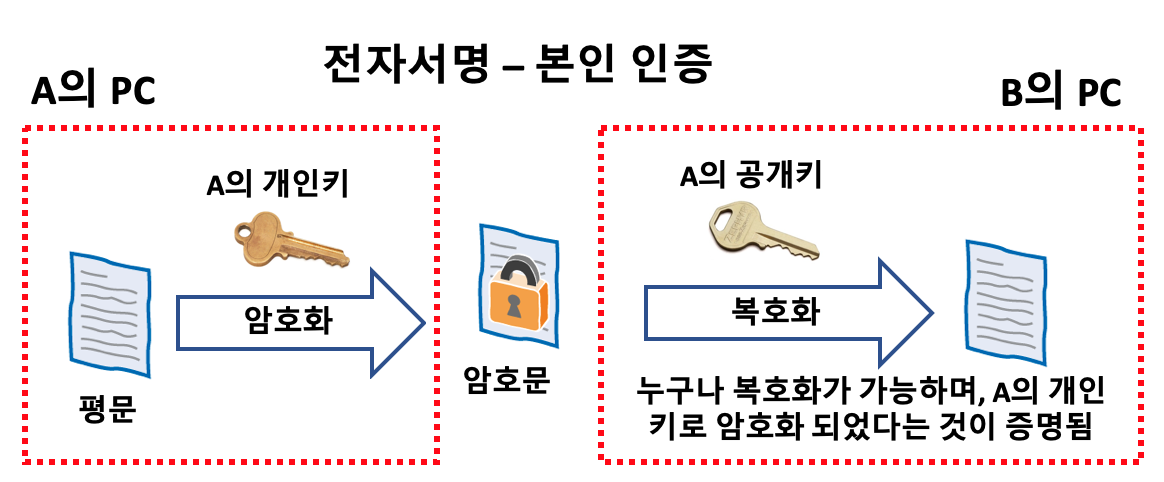 전자서명 – 본인 인증
A의 PC
B의 PC
A의 개인키
암호화
평문
암호문
A의 공개키
복호화
누구나 복호화가 가능하며, A의 개인
키로 암호화 되었다는 것이 증명됨